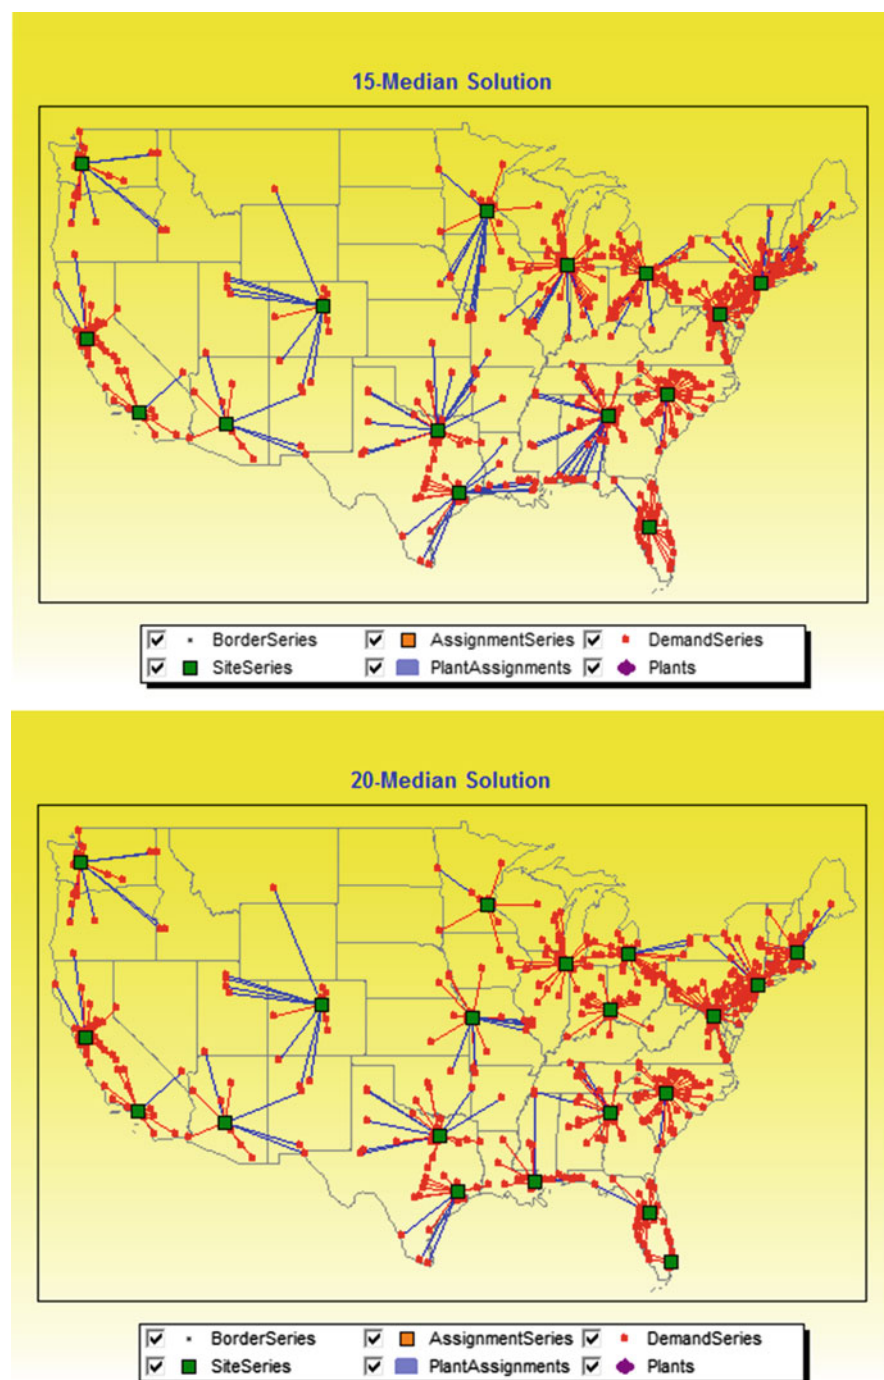 15-Median Solution
BorderSeries AssignmentSeries DemandSeries
SiteSeries PlantAssignments Plants
20-Median Solution
BorderSeries AssignmentSeries DemandSeries
SiteSeries PlantAssignments Plants